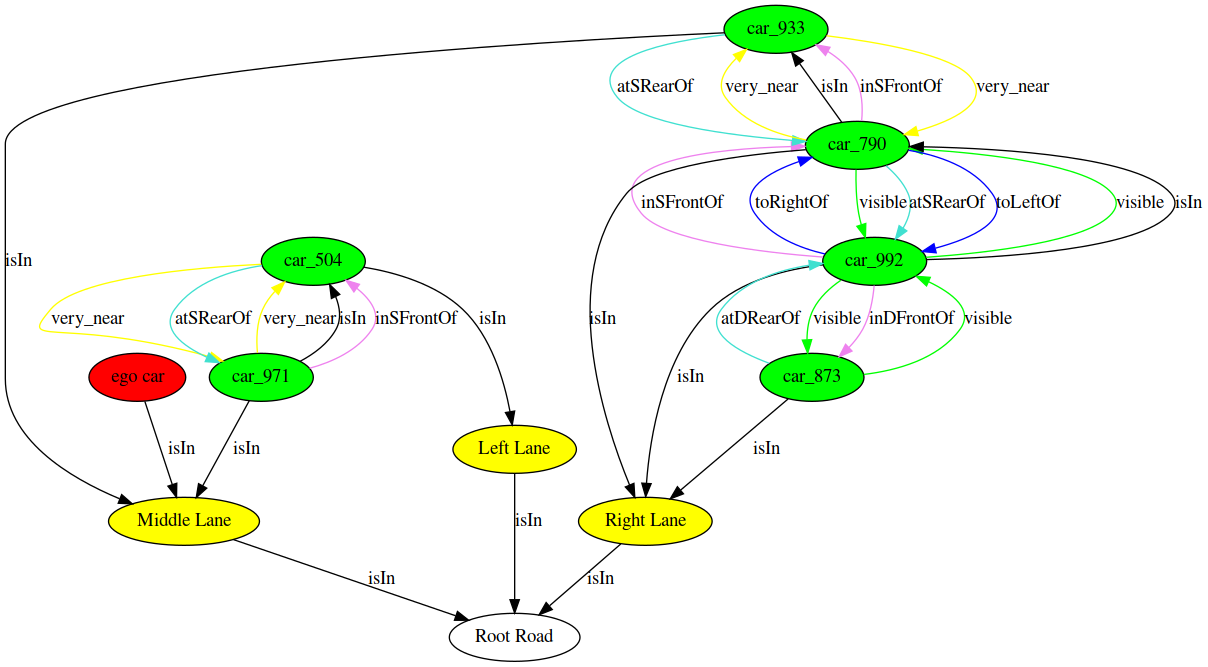 car_933
atSRearOf very_near isIn inSFrontOf very_near
car_790
inSFrontOf toRightOf visible atSRearOf toLeftOf visible isIn
isIn car_504 car_992
very_near atSRearOf very_near isIn inSFrontOf isIn isIn atDRearOf visible inDFrontOf visible
ego car car_971 isIn car_873
isIn isIn Left Lane isIn
Middle Lane isIn Right Lane
isIn isIn
Root Road